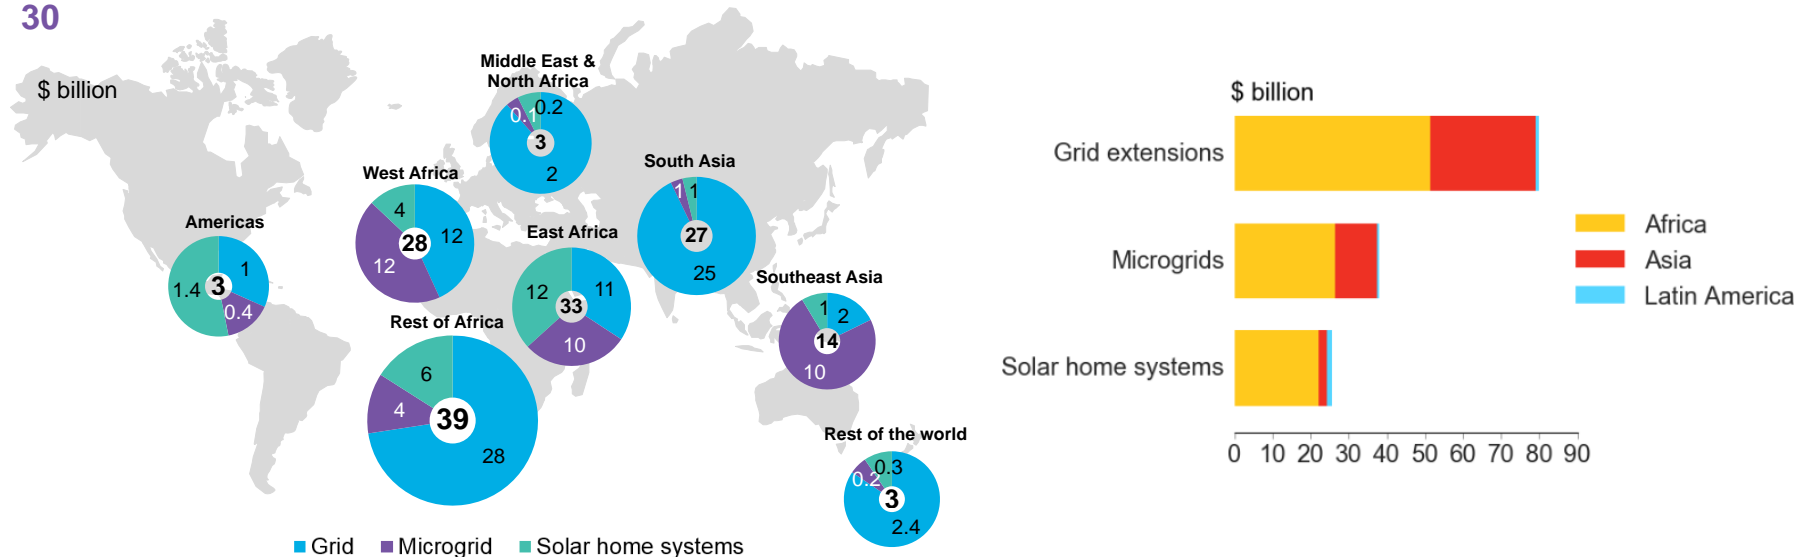 30
$ billion
Middle East &
North Africa
0.1
0.2
3
2
West Africa
4
12
28
12
South Asia
1
1
27
25
Americas
1
1.4
3
0.4
East Africa
12
11
33
10
Southeast Asia
1
2
14
10
Rest of Africa
6
4
39
28
Rest of the world
0.3
0.2
3
2.4
Grid
Microgrid
Solar home systems
$ billion
Grid extensions
Microgrids
Solar home systems
0 10 20 30 40 50 60 70 80 90
Africa
Asia
Latin America